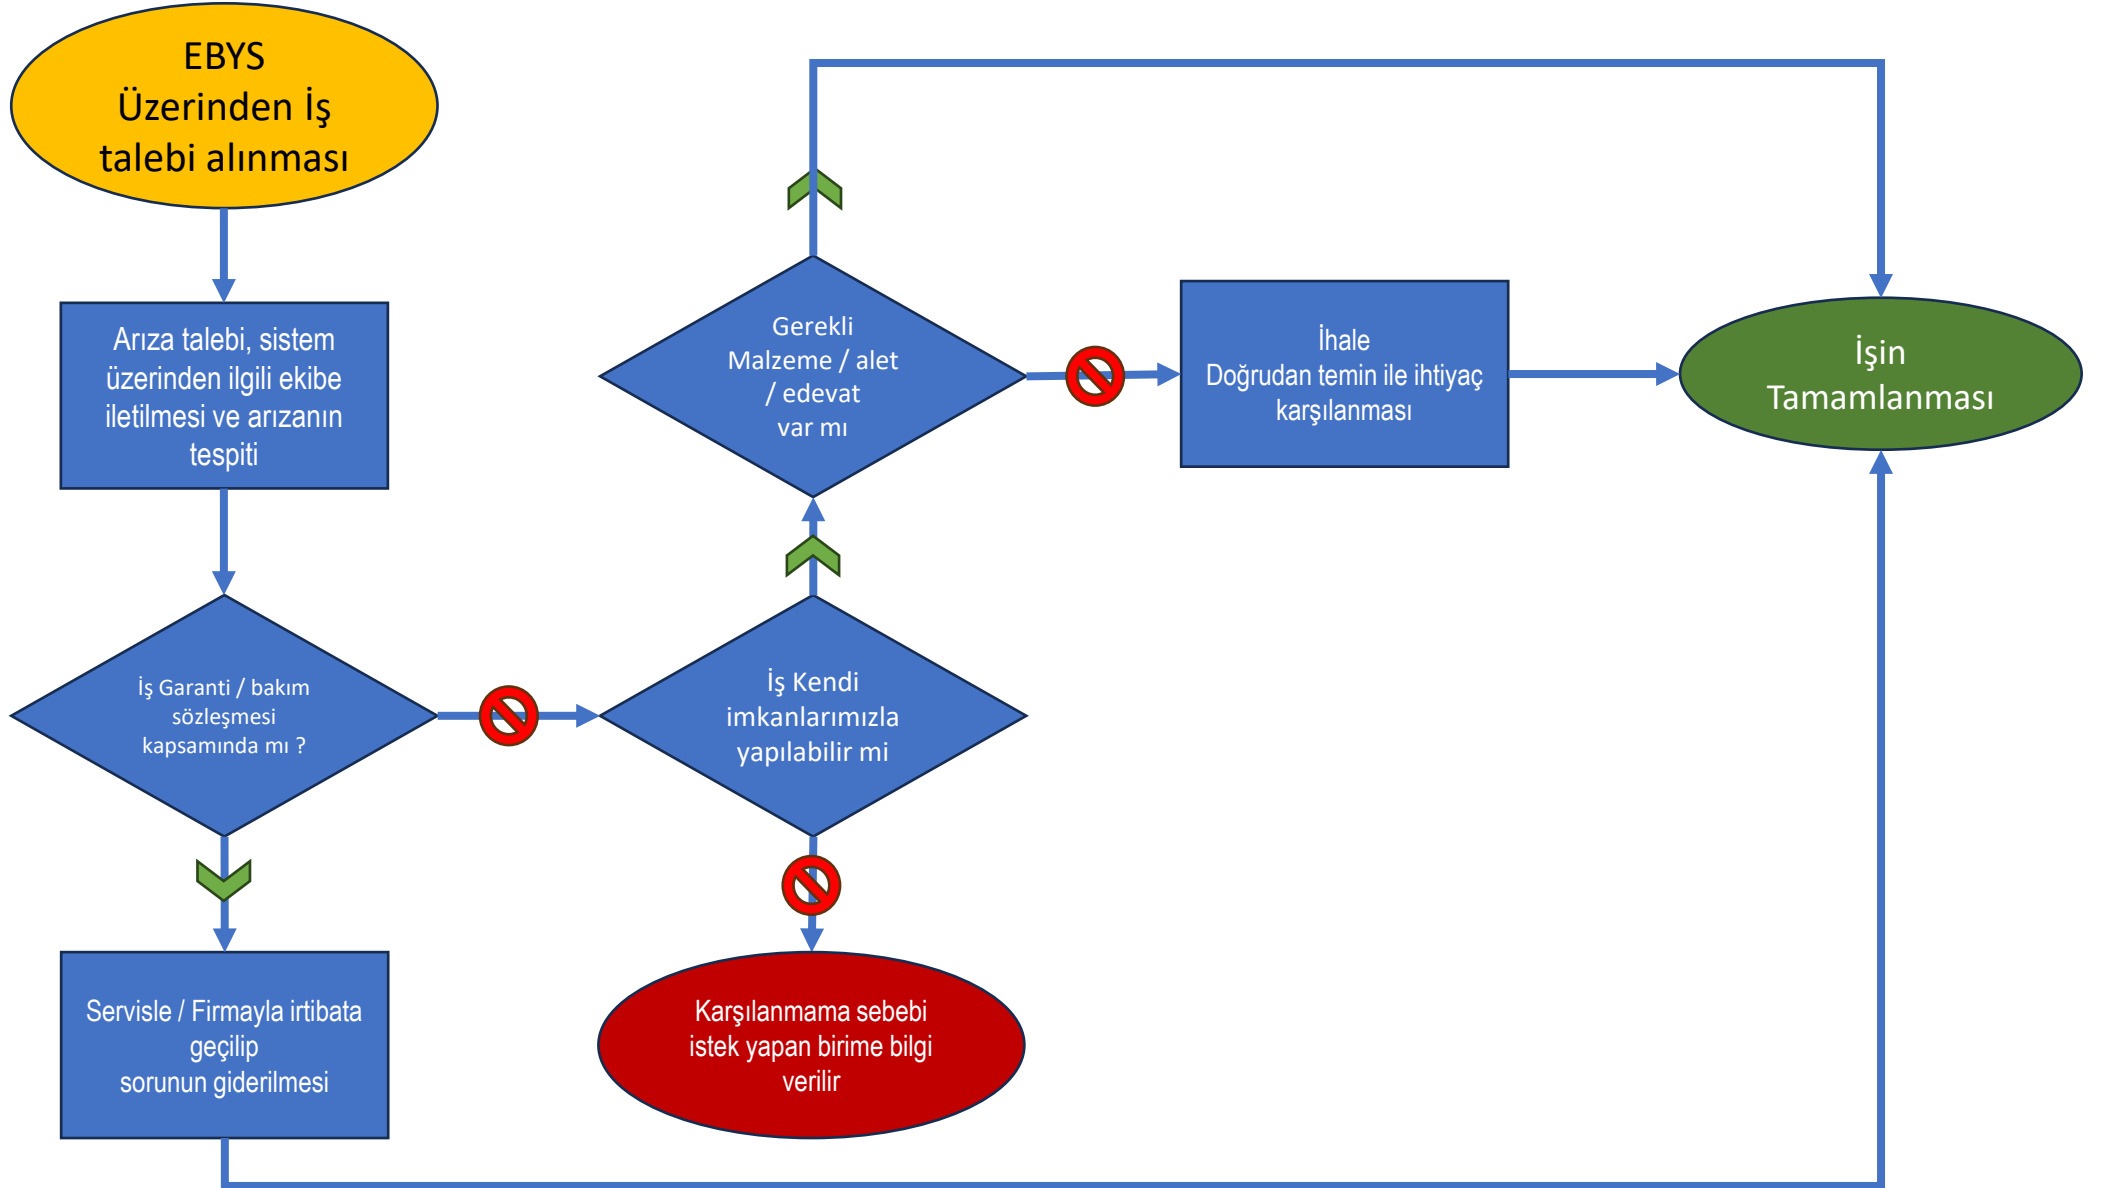 EBYS
Üzerinden İş
talebi alınması
Arıza talebi, sistem
üzerinden ilgili ekibe
iletilmesi ve arızanın
tespiti
İş Garanti / bakım
sözleşmesi
kapsamında mı ?
Servisle / Firmayla irtibata
geçilip
sorunun giderilmesi
İş Kendi
imkanlarımızla
yapılabilir mi
Karşılanmama sebebi
istek yapan birime bilgi
verilir
Gerekli
Malzeme / alet
/ edevat
var mı
İhale
Doğrudan temin ile ihtiyaç
karşılanması
İşin
Tamamlanması